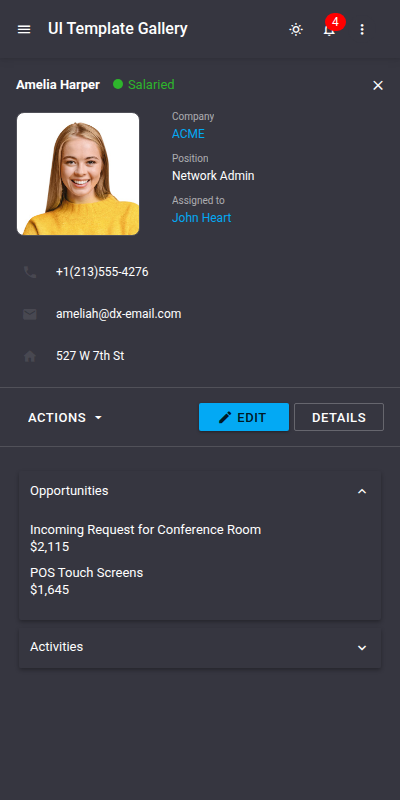 UI Template Gallery
4
Amelia Harper
Salaried
Company
ACME
Position
Network Admin
Assigned to
John Heart
+1(213)555-4276
ameliah@dx-email.com
527 W 7th St
ACTIONS
EDIT
DETAILS
Opportunities
Incoming Request for Conference Room
$2,115
POS Touch Screens
$1,645
Activities